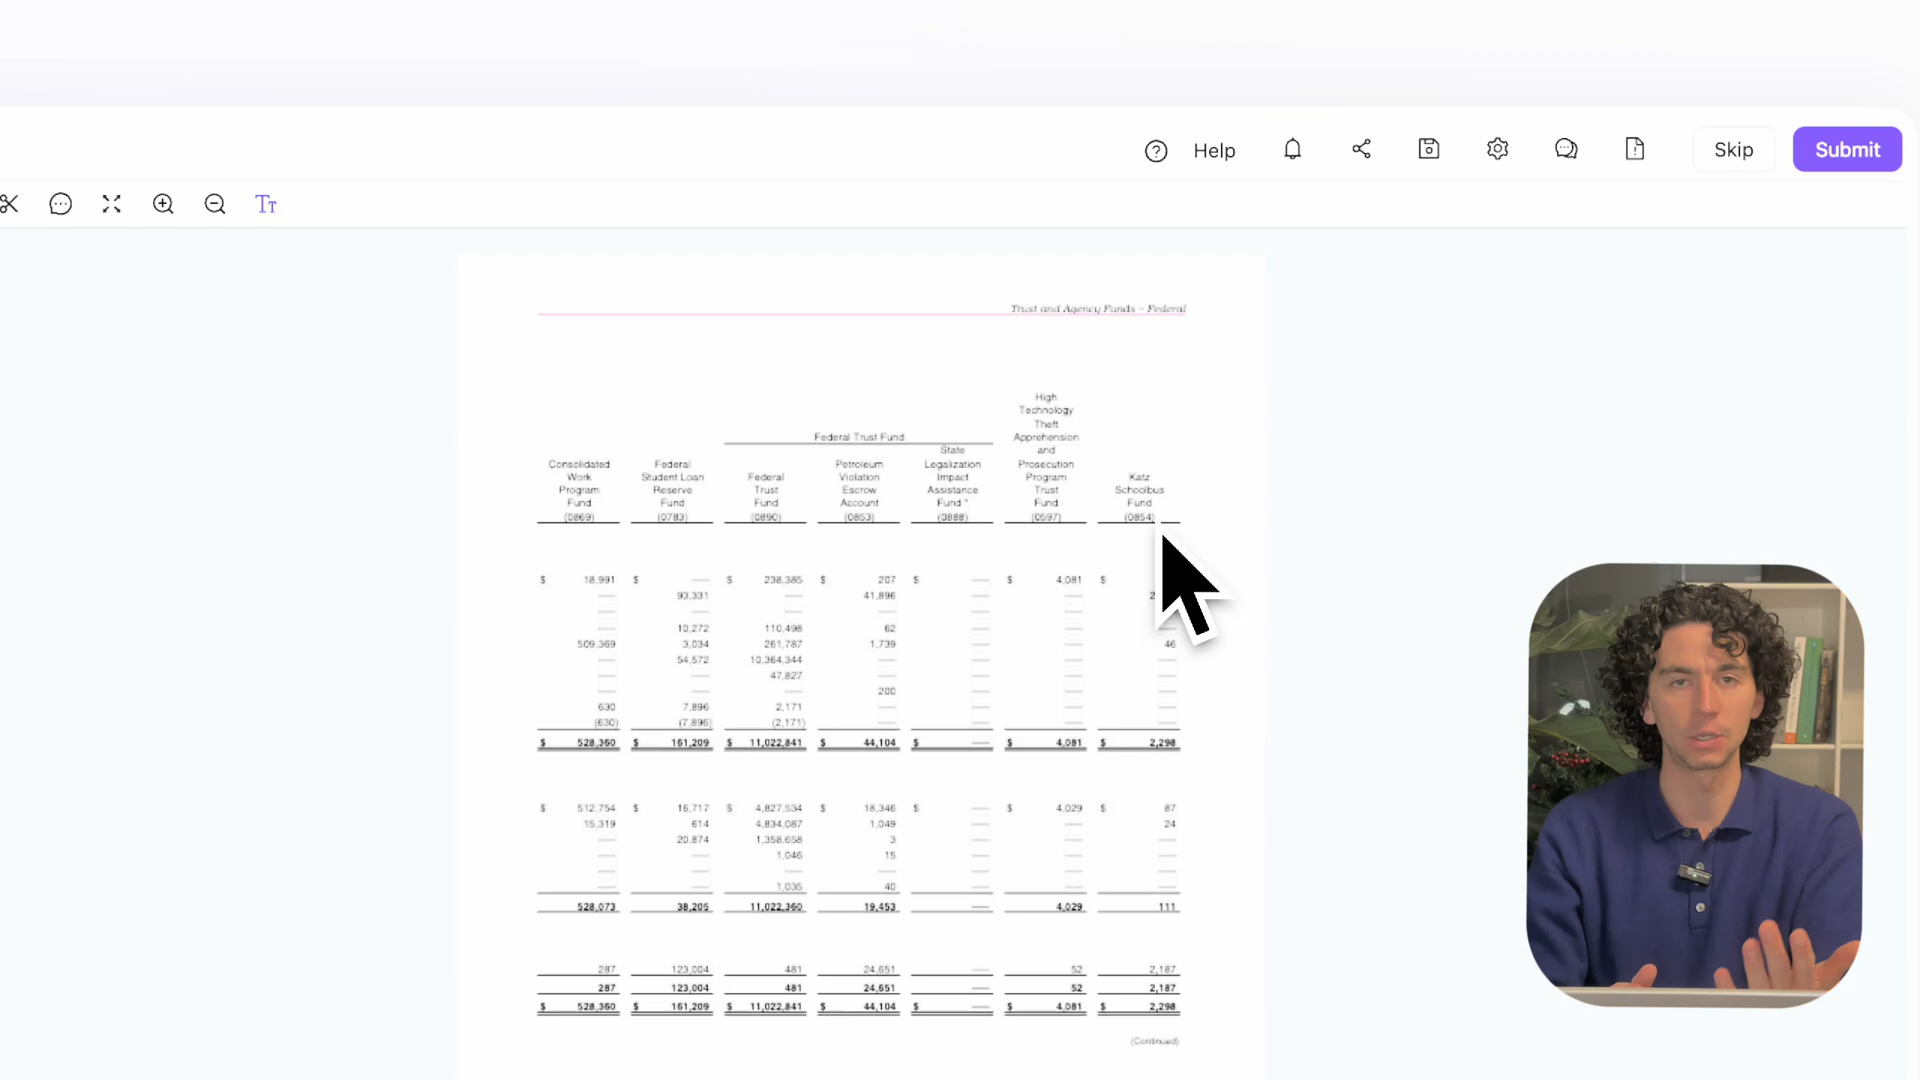 Help
Skip
Submit
Trust and Agency Funds – Federal
Federal Trust Fund
Consolidated Work Program Fund (0869)
Federal Student Loan Reserve Fund (0783)
Federal Trust Fund (0890)
Petroleum Violation Escrow Account (0853)
State Legalization Impact Assistance Fund * (0888)
High Technology Theft Apprehension and Prosecution Program Trust Fund (0597)
Katz Schoolbus Fund (0854)
$ 18,991 $ — $ 238,385 $ 207 $ — $ 4,081 $
— 93,331 — 41,896 — —
— — — — — —
— 10,272 110,498 62 — — —
509,369 3,034 261,787 1,739 — — 46
— 54,572 10,364,344 — — — —
— — 47,827 — — — —
— — — 200 — — —
630 7,896 2,171 — — — —
(630) (7,896) (2,171) — — — —
$ 528,360 $ 161,209 $ 11,022,841 $ 44,104 $ — $ 4,081 $ 2,298
$ 512,754 $ 16,717 $ 4,827,534 $ 18,346 $ — $ 4,029 $ 87
15,319 614 4,834,087 1,049 — — 24
— 20,874 1,358,658 3 — — —
— — 1,046 15 — — —
— — — — — — —
— — 1,035 40 — — —
528,073 38,205 11,022,360 19,453 — 4,029 111
287 123,004 481 24,651 — 52 2,187
287 123,004 481 24,651 — 52 2,187
$ 528,360 $ 161,209 $ 11,022,841 $ 44,104 $ — $ 4,081 $ 2,298
(Continued)